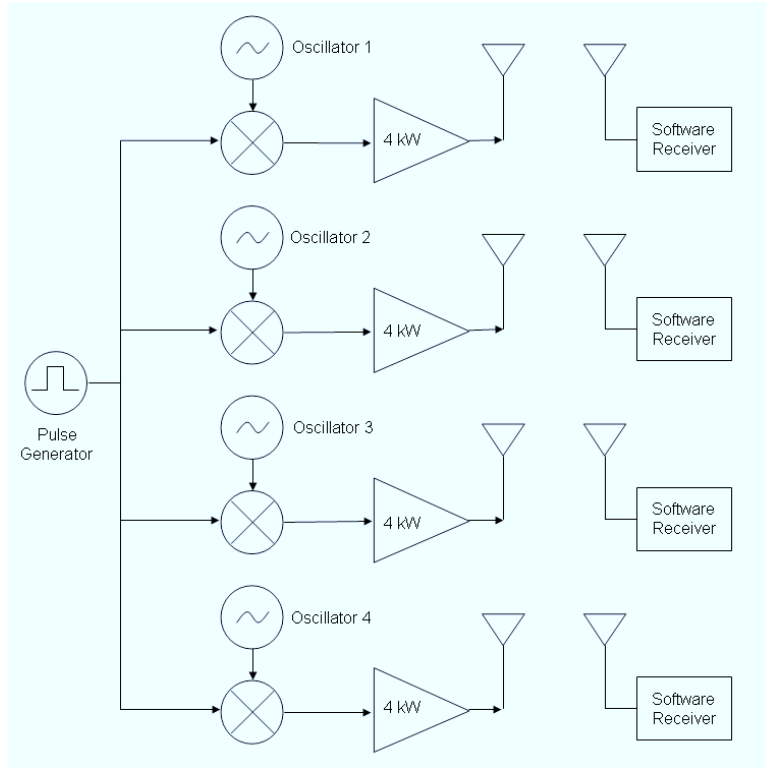 Oscillator 1
4 kW
Software
Receiver
Oscillator 2
4 kW
Software
Receiver
Pulse
Generator
Oscillator 3
4 kW
Software
Receiver
Oscillator 4
4 kW
Software
Receiver